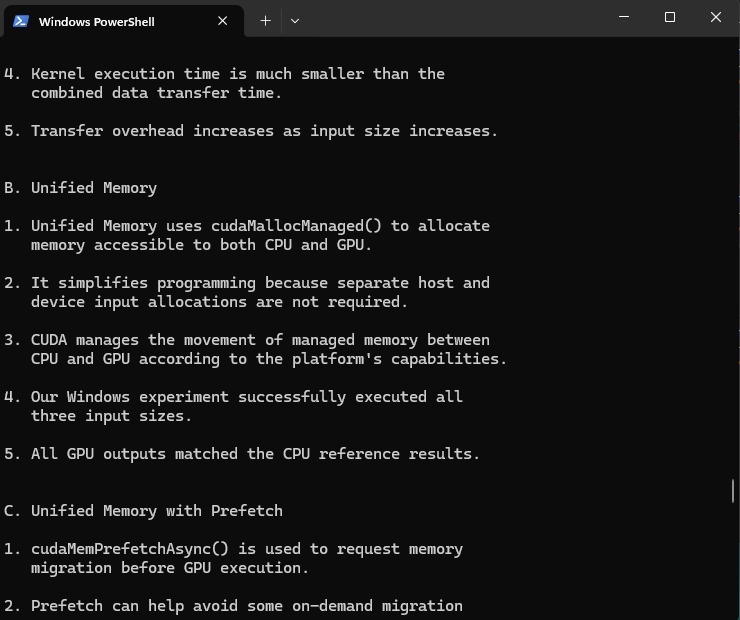 Windows PowerShell
4. Kernel execution time is much smaller than the
combined data transfer time.
5. Transfer overhead increases as input size increases.
B. Unified Memory
1. Unified Memory uses cudaMallocManaged() to allocate
memory accessible to both CPU and GPU.
2. It simplifies programming because separate host and
device input allocations are not required.
3. CUDA manages the movement of managed memory between
CPU and GPU according to the platform's capabilities.
4. Our Windows experiment successfully executed all
three input sizes.
5. All GPU outputs matched the CPU reference results.
C. Unified Memory with Prefetch
1. cudaMemPrefetchAsync() is used to request memory
migration before GPU execution.
2. Prefetch can help avoid some on-demand migration